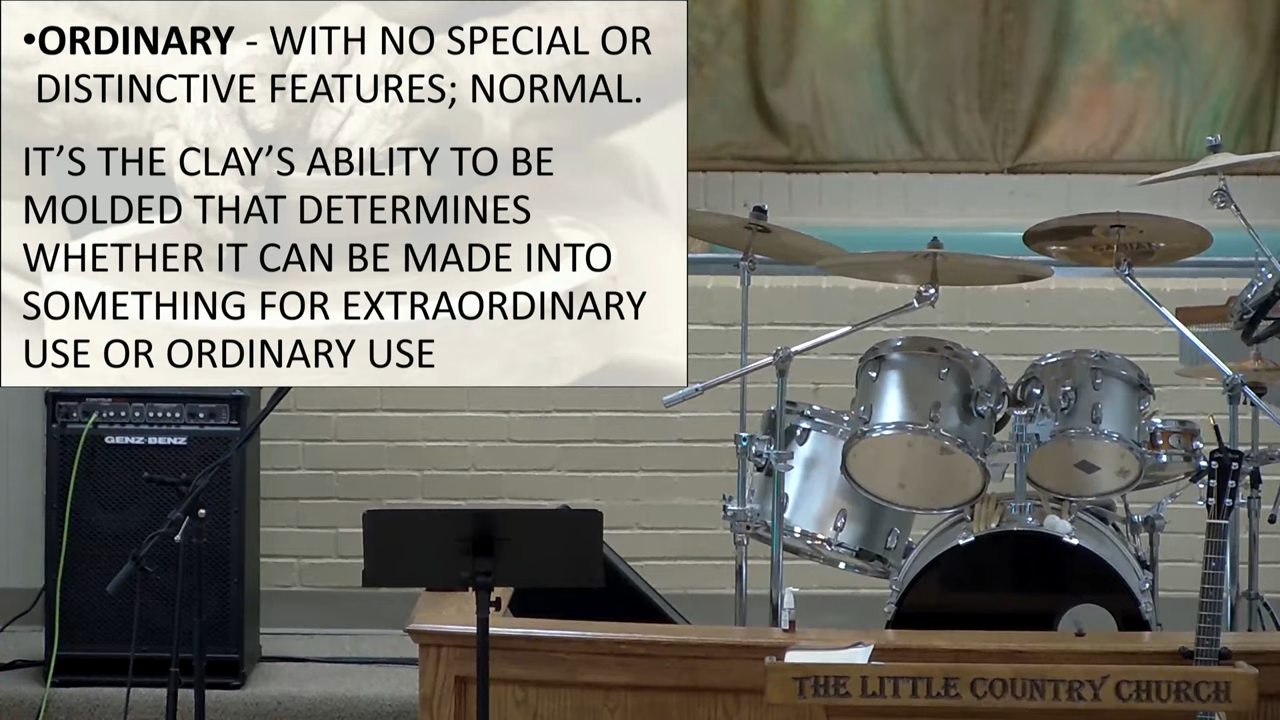 •ORDINARY - WITH NO SPECIAL OR
DISTINCTIVE FEATURES; NORMAL.
IT’S THE CLAY’S ABILITY TO BE
MOLDED THAT DETERMINES
WHETHER IT CAN BE MADE INTO
SOMETHING FOR EXTRAORDINARY
USE OR ORDINARY USE
GENZ·BENZ
SABIAN
THE LITTLE COUNTRY CHURCH